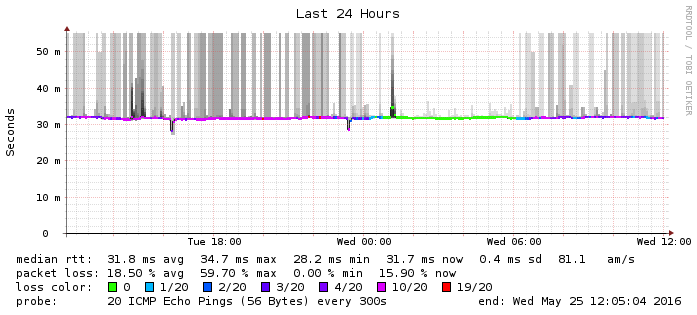 Last 24 Hours
RRDTOOL / TOBI OETIKER
Seconds
50 m
40 m
30 m
20 m
10 m
0
Tue 18:00 Wed 00:00 Wed 06:00 Wed 12:00
median rtt: 31.8 ms avg 34.7 ms max 28.2 ms min 31.7 ms now 0.4 ms sd 81.1 am/s
packet loss: 18.50 % avg 59.70 % max 0.00 % min 15.90 % now
loss color: 0 1/20 2/20 3/20 4/20 10/20 19/20
probe: 20 ICMP Echo Pings (56 Bytes) every 300s end: Wed May 25 12:05:04 2016